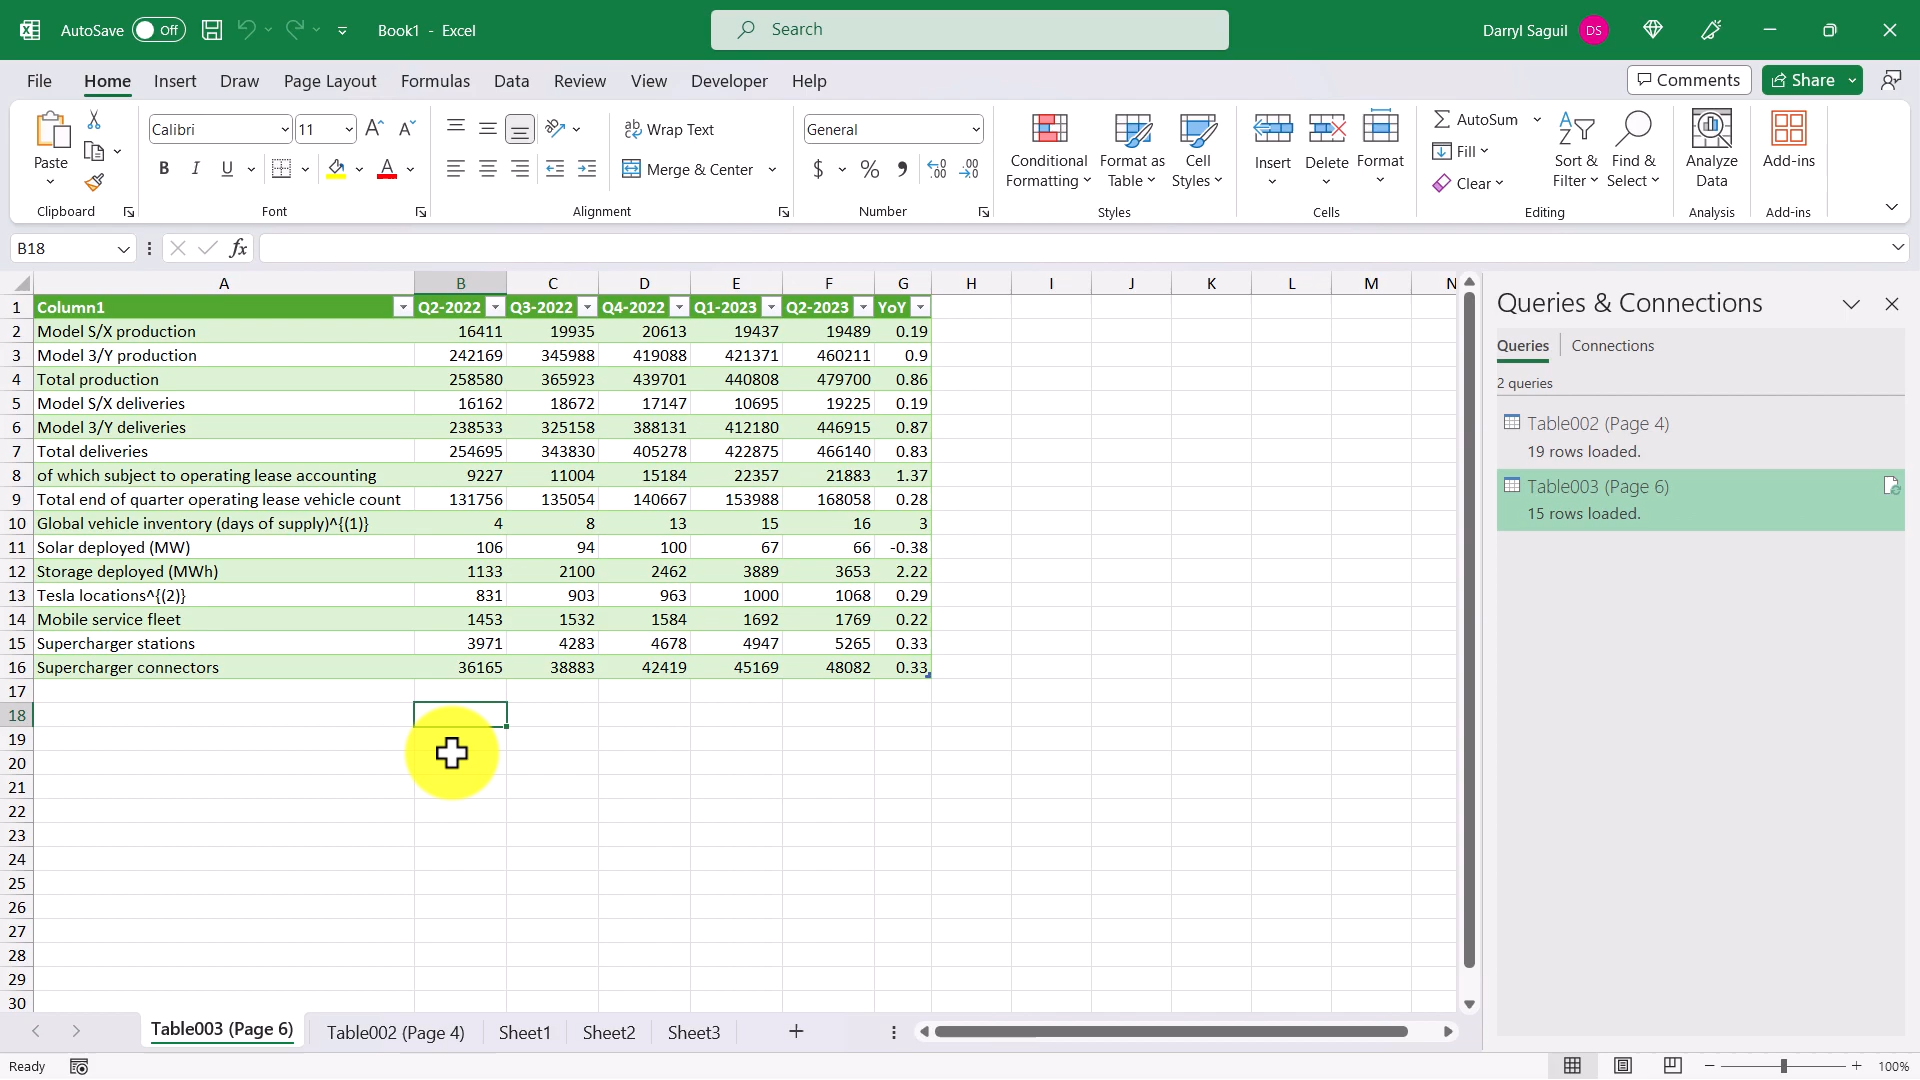 AutoSave Off Book1 - Excel Search Darryl Saguil DS
File Home Insert Draw Page Layout Formulas Data Review View Developer Help Comments Share
Paste Calibri 11 B I U A Wrap Text Merge & Center General $ % Conditional Formatting Format as Table Cell Styles Insert Delete Format AutoSum Fill Clear Sort & Filter Find & Select Analyze Data Add-ins
Clipboard Font Alignment Number Styles Cells Editing Analysis Add-ins
B18 fx
A B C D E F G H I J K L M N
1 Column1 Q2-2022 Q3-2022 Q4-2022 Q1-2023 Q2-2023 YoY
2 Model S/X production 16411 19935 20613 19437 19489 0.19
3 Model 3/Y production 242169 345988 419088 421371 460211 0.9
4 Total production 258580 365923 439701 440808 479700 0.86
5 Model S/X deliveries 16162 18672 17147 10695 19225 0.19
6 Model 3/Y deliveries 238533 325158 388131 412180 446915 0.87
7 Total deliveries 254695 343830 405278 422875 466140 0.83
8 of which subject to operating lease accounting 9227 11004 15184 22357 21883 1.37
9 Total end of quarter operating lease vehicle count 131756 135054 140667 153988 168058 0.28
10 Global vehicle inventory (days of supply)^{(1)} 4 8 13 15 16 3
11 Solar deployed (MW) 106 94 100 67 66 -0.38
12 Storage deployed (MWh) 1133 2100 2462 3889 3653 2.22
13 Tesla locations^{(2)} 831 903 963 1000 1068 0.29
14 Mobile service fleet 1453 1532 1584 1692 1769 0.22
15 Supercharger stations 3971 4283 4678 4947 5265 0.33
16 Supercharger connectors 36165 38883 42419 45169 48082 0.33
17
18
19
20
21
22
23
24
25
26
27
28
29
30
Queries & Connections
Queries Connections
2 queries
Table002 (Page 4)
19 rows loaded.
Table003 (Page 6)
15 rows loaded.
Table003 (Page 6) Table002 (Page 4) Sheet1 Sheet2 Sheet3
Ready 100%